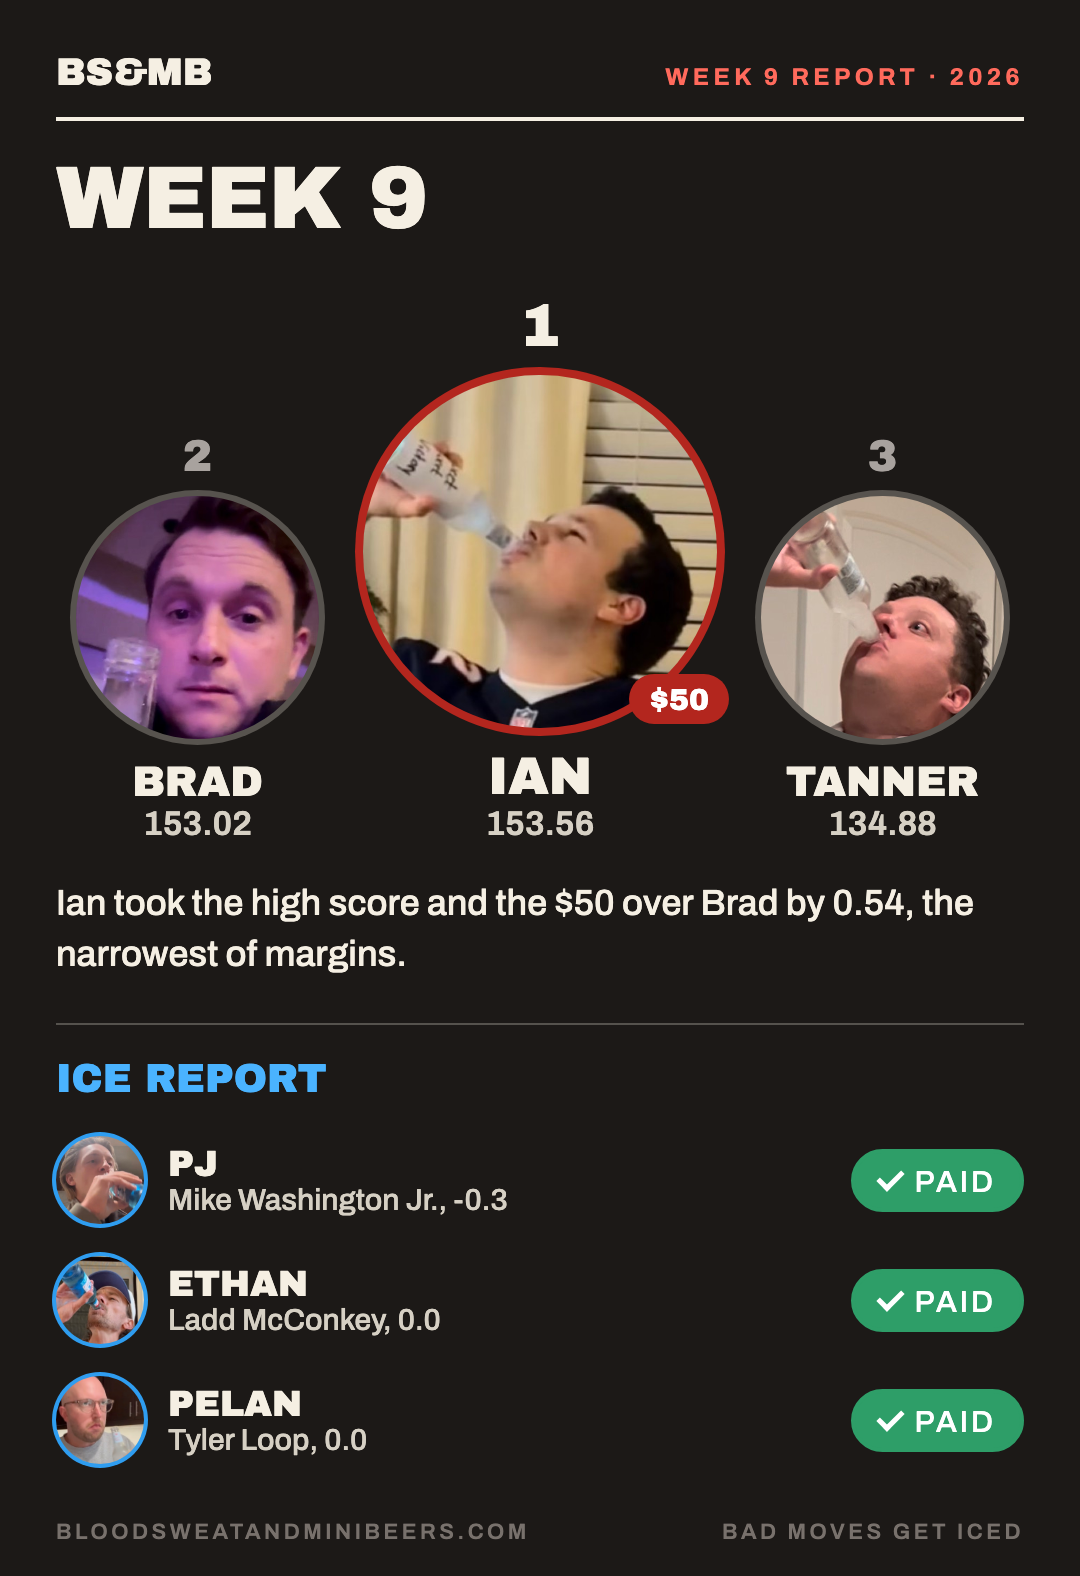 BS&MB
WEEK 9 REPORT · 2026
WEEK 9
1
2
3
$50
BRAD
153.02
IAN
153.56
TANNER
134.88
Ian took the high score and the $50 over Brad by 0.54, the
narrowest of margins.
ICE REPORT
PJ
Mike Washington Jr., -0.3
✓ PAID
ETHAN
Ladd McConkey, 0.0
✓ PAID
PELAN
Tyler Loop, 0.0
✓ PAID
BLOODSWEATANDMINIBEERS.COM
BAD MOVES GET ICED